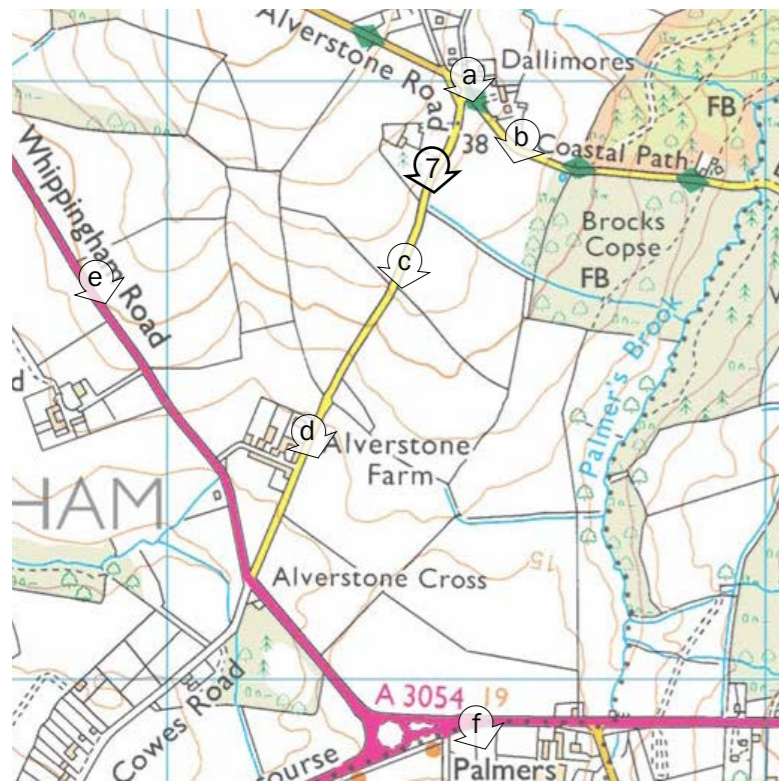 Alverstone Road
a
Dallimores
b
FB
38
Coastal Path
7
Whippingham Road
Brocks
Copse
c
FB
e
Palmer's Brook
d
Alverstone
Farm
HAM
15
Alverstone Cross
A 3054
19
Cowes Road
f
course
Palmers